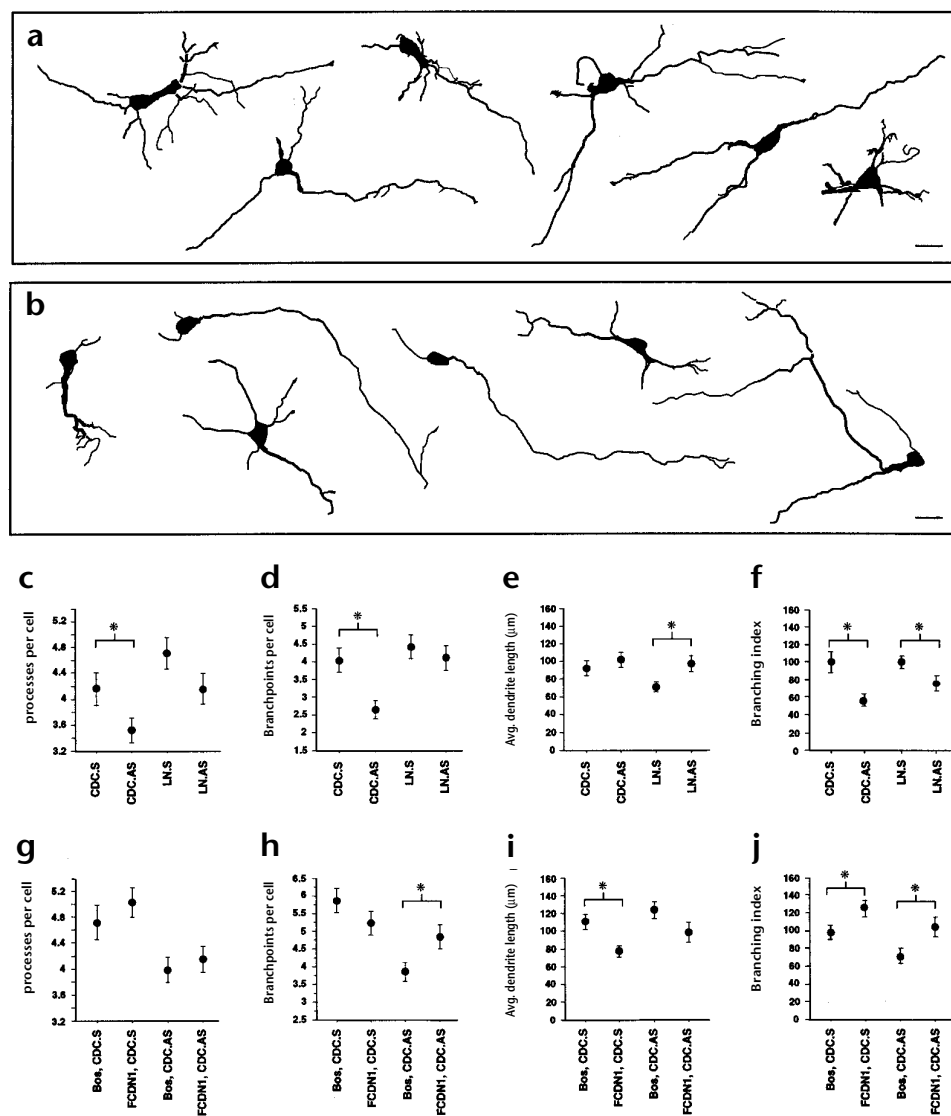 a
b
c
d
e
f
processes per cell
5.2
4.8
4.4
4
3.6
3.2
*
CDC.S
CDC.AS
LN.S
LN.AS
Branchpoints per cell
5.5
5
4.5
4
3.5
3
2.5
2
1.5
*
CDC.S
CDC.AS
LN.S
LN.AS
Avg. dendrite length (μm)
160
140
120
100
80
60
40
20
0
*
CDC.S
CDC.AS
LN.S
LN.AS
Branching index
160
140
120
100
80
60
40
20
0
*
*
CDC.S
CDC.AS
LN.S
LN.AS
g
h
i
j
processes per cell
5.2
4.8
4.4
4
3.6
3.2
Bos, CDC.S
FCDN1, CDC.S
Bos, CDC.AS
FCDN1, CDC.AS
Branchpoints per cell
6.5
6
5.5
5
4.5
4
3.5
3
2.5
*
Bos, CDC.S
FCDN1, CDC.S
Bos, CDC.AS
FCDN1, CDC.AS
Avg. dendrite length (μm)
160
140
120
100
80
60
40
20
0
*
Bos, CDC.S
FCDN1, CDC.S
Bos, CDC.AS
FCDN1, CDC.AS
Branching index
160
140
120
100
80
60
40
20
0
*
*
Bos, CDC.S
FCDN1, CDC.S
Bos, CDC.AS
FCDN1, CDC.AS